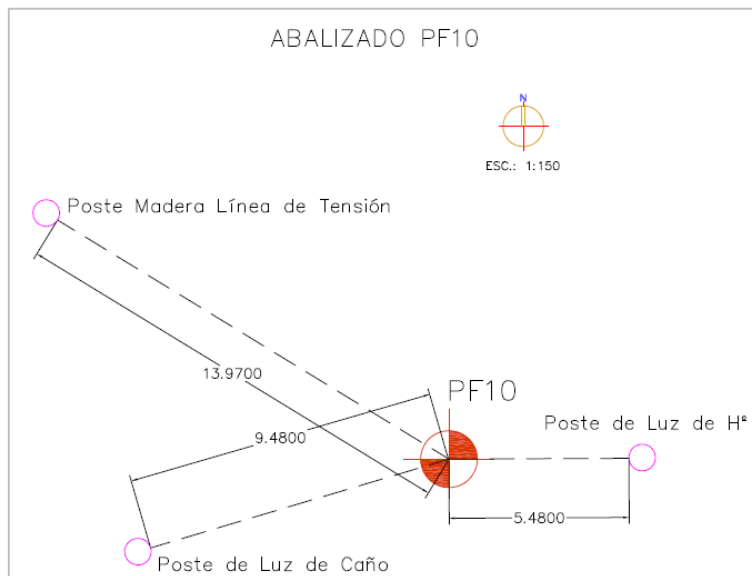 ABALIZADO PF10
N
ESC.: 1:150
Poste Madera Línea de Tensión
13.9700
PF10
9.4800
Poste de Luz de Hª
5.4800
Poste de Luz de Caño